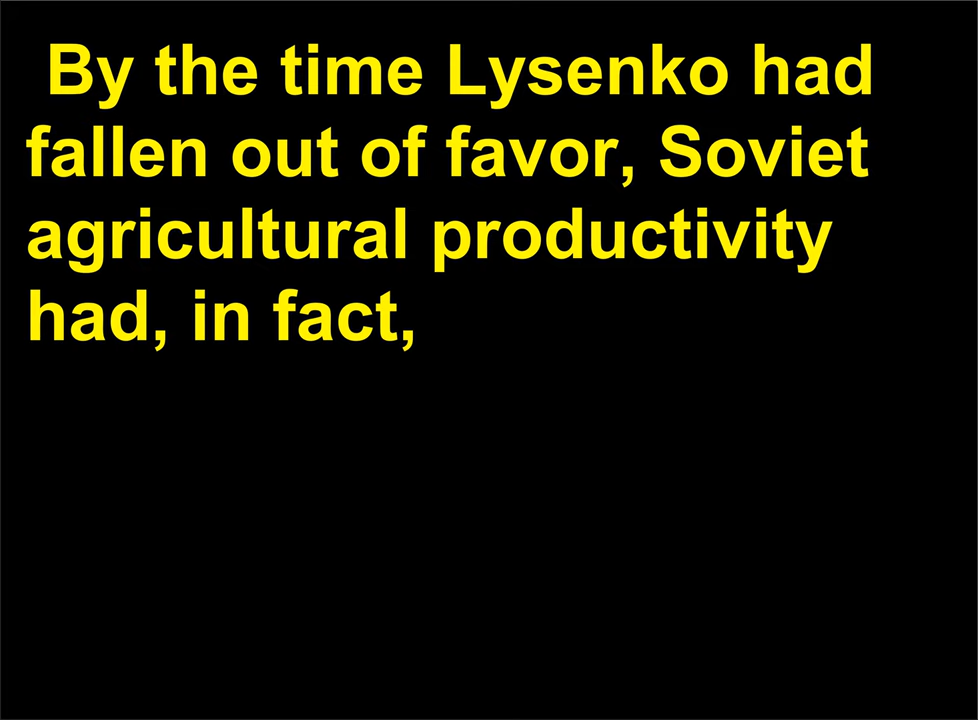 By the time Lysenko had
fallen out of favor, Soviet
agricultural productivity
had, in fact,